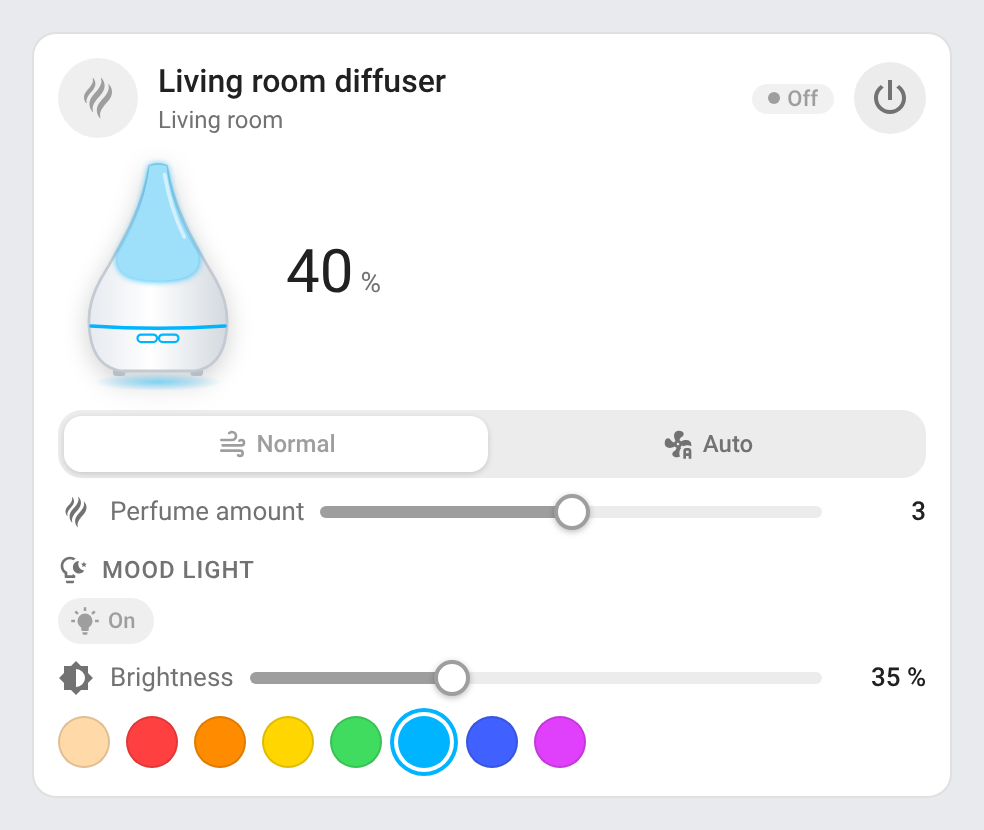 Living room diffuser
Living room
Off
40 %
Normal
Auto
Perfume amount
3
MOOD LIGHT
On
Brightness
35 %